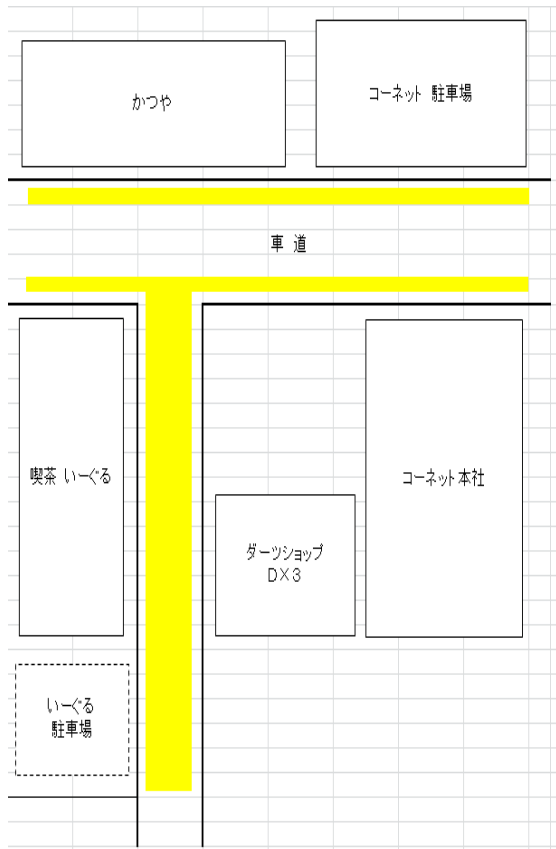 かつや
コーネット 駐車場
車 道
喫茶 いーぐる
コーネット本社
ダーツショップ
D×3
いーぐる
駐車場